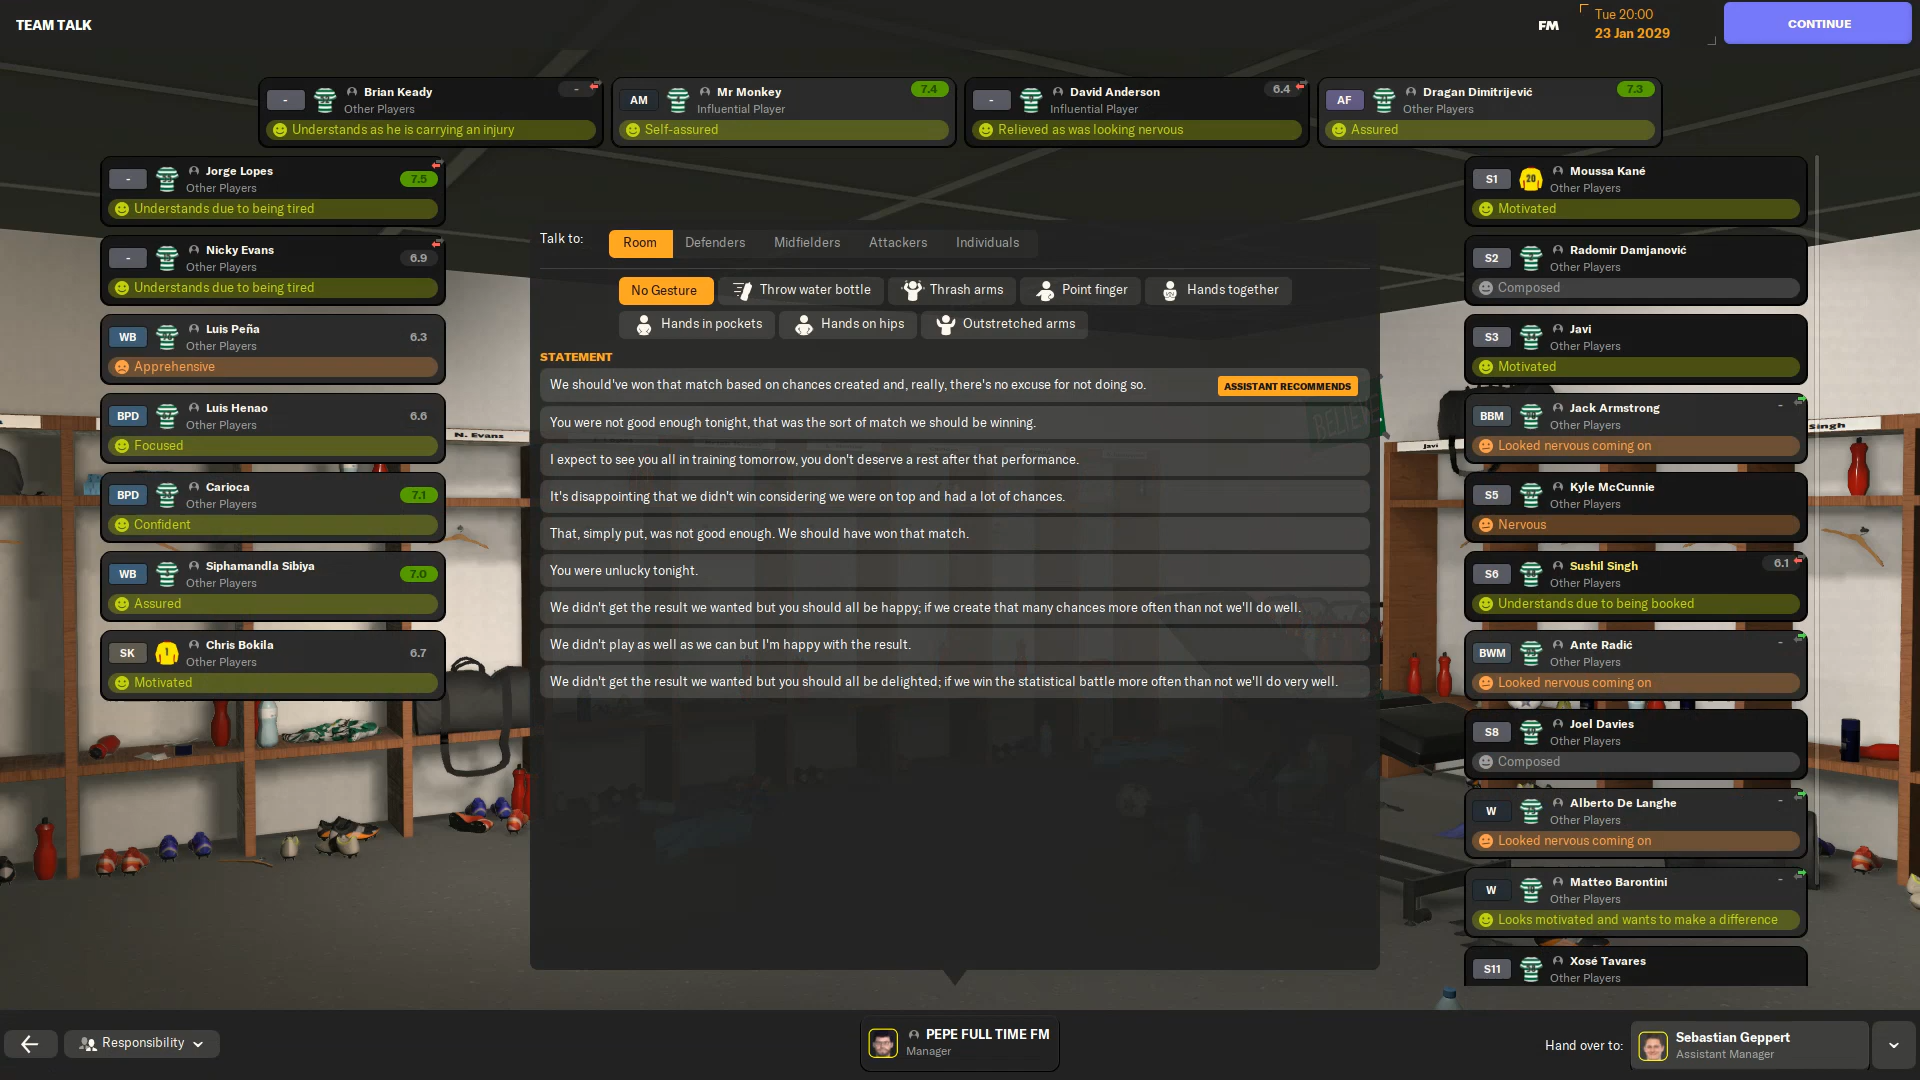 TEAM TALK
FM
Tue 20:00
23 Jan 2029
CONTINUE
-
Brian Keady
Other Players
-
Understands as he is carrying an injury
AM
Mr Monkey
Influential Player
7.4
Self-assured
-
David Anderson
Influential Player
6.4
Relieved as was looking nervous
AF
Dragan Dimitrijević
Other Players
7.3
Assured
-
Jorge Lopes
Other Players
7.5
Understands due to being tired
-
Nicky Evans
Other Players
6.9
Understands due to being tired
WB
Luis Peña
Other Players
6.3
Apprehensive
BPD
Luis Henao
Other Players
6.6
Focused
BPD
Carioca
Other Players
7.1
Confident
WB
Siphamandla Sibiya
Other Players
7.0
Assured
SK
1
Chris Bokila
Other Players
6.7
Motivated
N. Evans
Talk to:
Room
Defenders
Midfielders
Attackers
Individuals
No Gesture
Throw water bottle
Thrash arms
Point finger
Hands together
Hands in pockets
Hands on hips
Outstretched arms
STATEMENT
We should've won that match based on chances created and, really, there's no excuse for not doing so.
ASSISTANT RECOMMENDS
You were not good enough tonight, that was the sort of match we should be winning.
I expect to see you all in training tomorrow, you don't deserve a rest after that performance.
It's disappointing that we didn't win considering we were on top and had a lot of chances.
That, simply put, was not good enough. We should have won that match.
You were unlucky tonight.
We didn't get the result we wanted but you should all be happy; if we create that many chances more often than not we'll do well.
We didn't play as well as we can but I'm happy with the result.
We didn't get the result we wanted but you should all be delighted; if we win the statistical battle more often than not we'll do very well.
BELIEVE
Javi
Singh
S1
20
Moussa Kané
Other Players
Motivated
S2
Radomir Damjanović
Other Players
Composed
S3
Javi
Other Players
Motivated
BBM
Jack Armstrong
Other Players
-
Looked nervous coming on
S5
Kyle McCunnie
Other Players
Nervous
S6
Sushil Singh
Other Players
6.1
Understands due to being booked
BWM
Ante Radić
Other Players
-
Looked nervous coming on
S8
Joel Davies
Other Players
Composed
W
Alberto De Langhe
Other Players
-
Looked nervous coming on
W
Matteo Barontini
Other Players
-
Looks motivated and wants to make a difference
S11
Xosé Tavares
Other Players
Responsibility
PEPE FULL TIME FM
Manager
Hand over to:
Sebastian Geppert
Assistant Manager